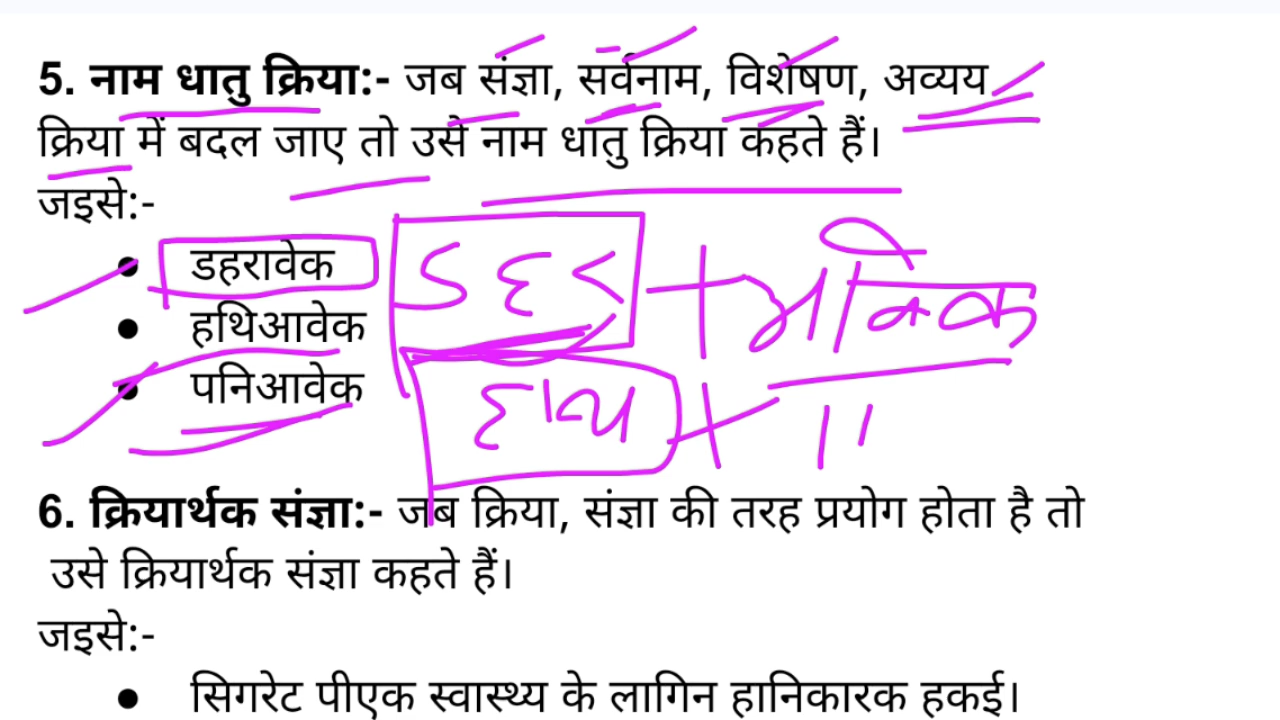 5. नाम धातु क्रिया:- जब संज्ञा, सर्वनाम, विशेषण, अव्यय
क्रिया में बदल जाए तो उसे नाम धातु क्रिया कहते हैं।
जइसे:-
• डहरावेक डहर +
• हथिआवेक
• पनिआवेक हाथ + "
6. क्रियार्थक संज्ञा:- जब क्रिया, संज्ञा की तरह प्रयोग होता है तो
उसे क्रियार्थक संज्ञा कहते हैं।
जइसे:-
• सिगरेट पीएक स्वास्थ्य के लागिन हानिकारक हकई।